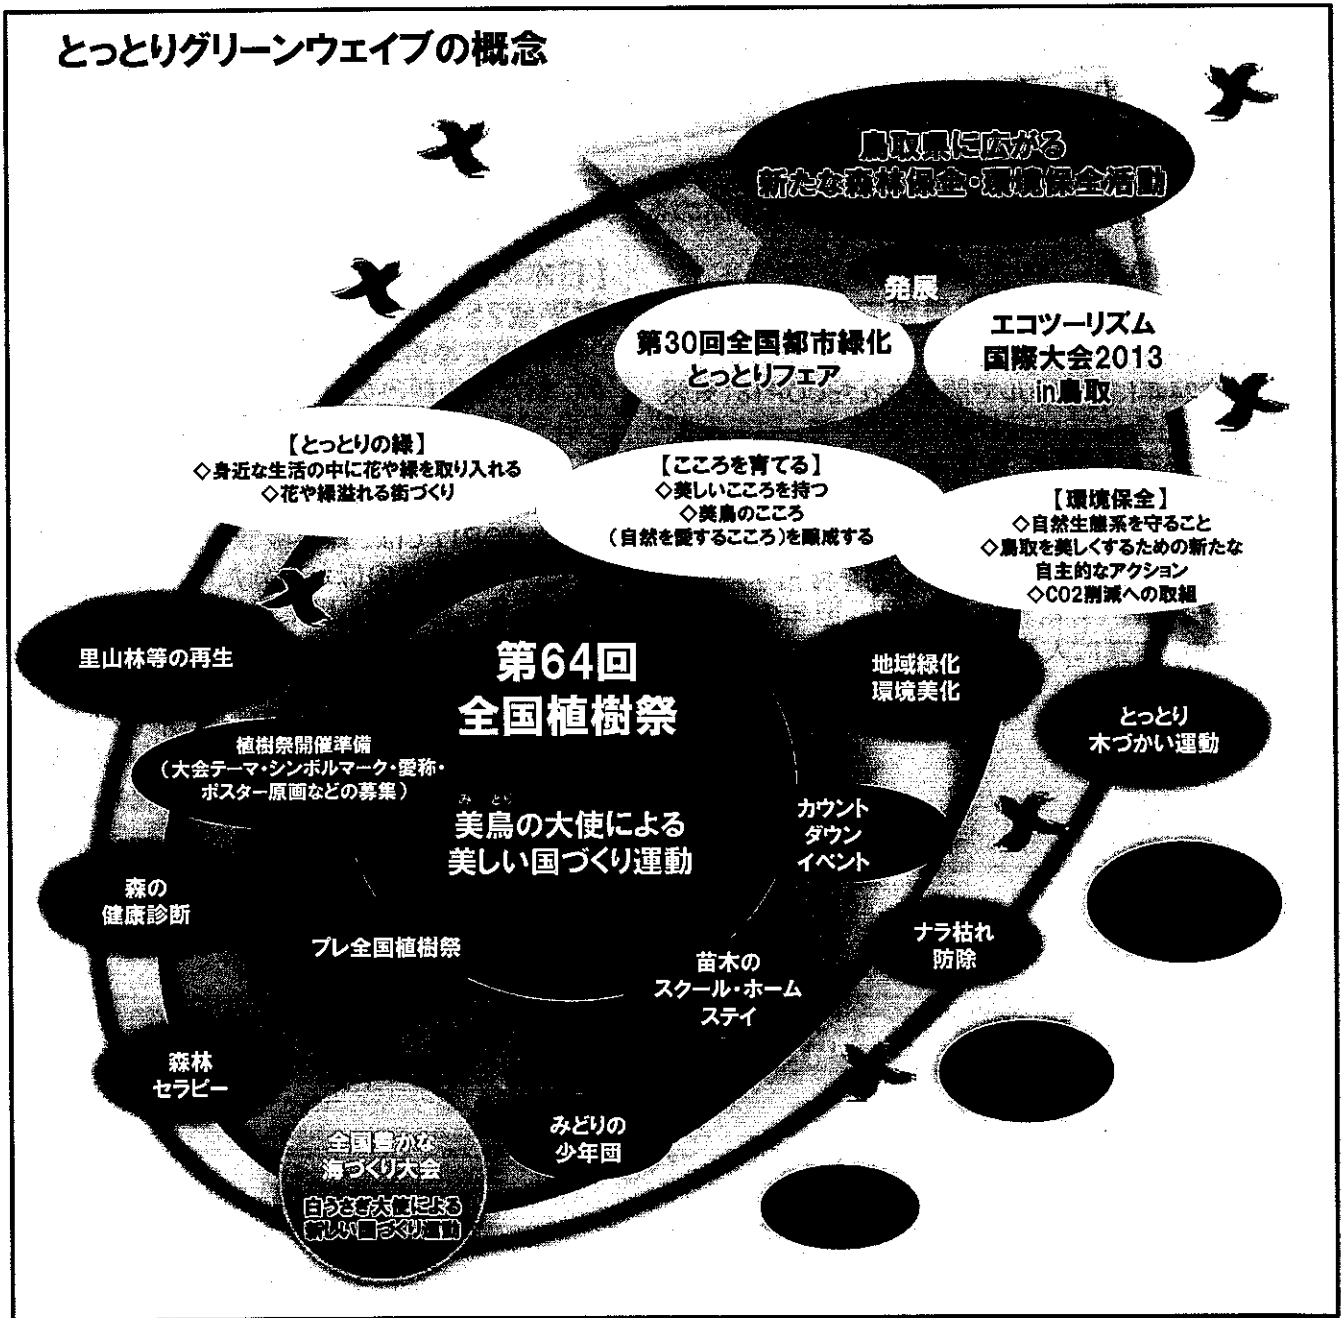 とっとりグリーンウェイブの概念
鳥取県に広がる
新たな森林保全・環境保全活動
発展
第30回全国都市緑化
とっとりフェア
エコツーリズム
国際大会2013
in鳥取
【とっとりの緑】
◇身近な生活の中に花や緑を取り入れる
◇花や緑溢れる街づくり
【こころを育てる】
◇美しいこころを持つ
◇美鳥のこころ
(自然を愛するこころ)を醸成する
【環境保全】
◇自然生態系を守ること
◇鳥取を美しくするための新たな
自主的なアクション
◇CO2削減への取組
里山林等の再生
第64回
全国植樹祭
地域緑化
環境美化
とっとり
木づかい運動
植樹祭開催準備
(大会テーマ・シンボルマーク・愛称・
ポスター原画などの募集)
み とり
美鳥の大使による
美しい国づくり運動
カウント
ダウン
イベント
森の
健康診断
プレ全国植樹祭
苗木の
スクール・ホーム
ステイ
ナラ枯れ
防除
森林
セラピー
全国豊かな
海づくり大会
白うさぎ大使による
新しい国づくり運動
みどりの
少年団